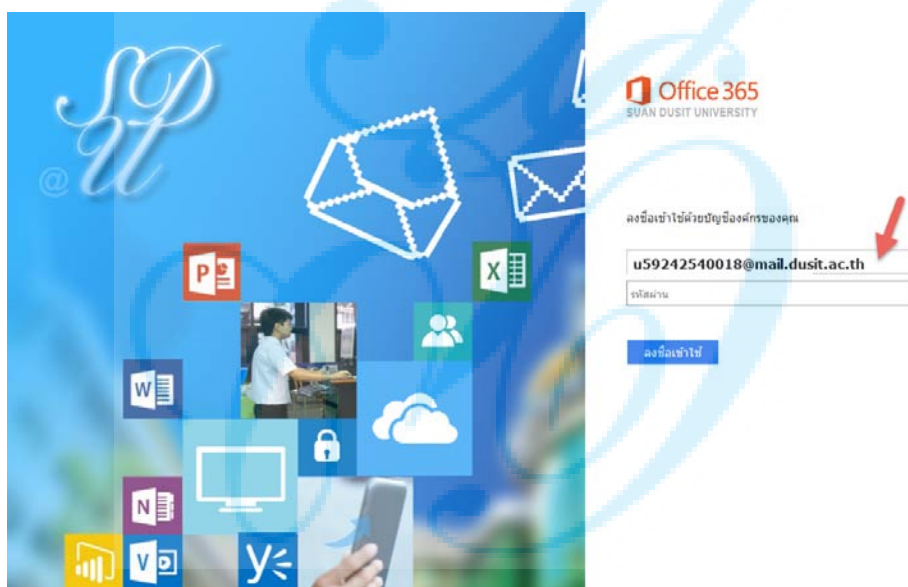 SDU
@
Office 365
SUAN DUSIT UNIVERSITY
ลงชื่อเข้าใช้ด้วยบัญชีองค์กรของคุณ
u59242540018@mail.dusit.ac.th
รหัสผ่าน
ลงชื่อเข้าใช้
P
X
W
N
V